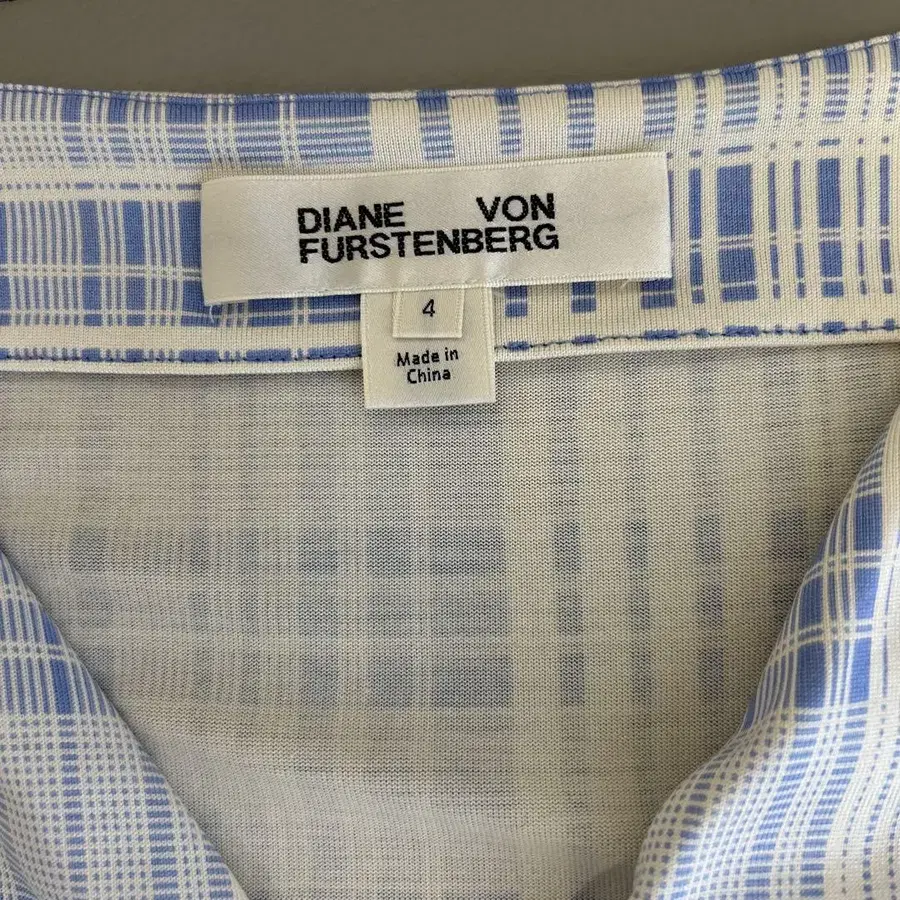 DIANE VON
FURSTENBERG
4
Made in
China